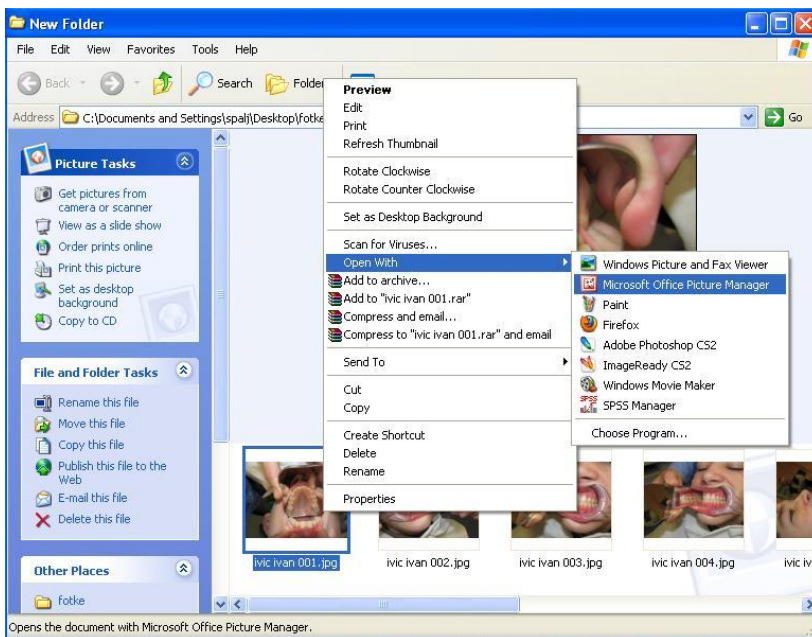 New Folder
File Edit View Favorites Tools Help
Back Search Folder
Address C:\Documents and Settings\spalj\Desktop\fotke Go
Picture Tasks
Get pictures from
camera or scanner
View as a slide show
Order prints online
Print this picture
Set as desktop
background
Copy to CD
File and Folder Tasks
Rename this file
Move this file
Copy this file
Publish this file to the
Web
E-mail this file
Delete this file
Other Places
fotke
Preview
Edit
Print
Refresh Thumbnail
Rotate Clockwise
Rotate Counter Clockwise
Set as Desktop Background
Scan for Viruses...
Open With
Add to archive...
Add to "ivic ivan 001.rar"
Compress and email...
Compress to "ivic ivan 001.rar" and email
Send To
Cut
Copy
Create Shortcut
Delete
Rename
Properties
Windows Picture and Fax Viewer
Microsoft Office Picture Manager
Paint
Firefox
Adobe Photoshop CS2
ImageReady CS2
Windows Movie Maker
SPSS Manager
Choose Program...
ivic ivan 001.jpg ivic ivan 002.jpg ivic ivan 003.jpg ivic ivan 004.jpg ivic iv
Opens the document with Microsoft Office Picture Manager.